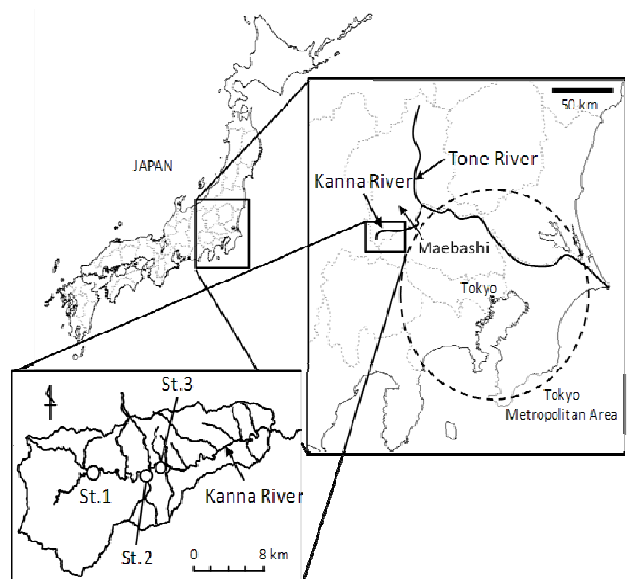 JAPAN
50 km
Tone River
Kanna River
Maebashi
Tokyo
Tokyo
Metropolitan Area
St.3
St.1
Kanna River
St.2
0 8 km